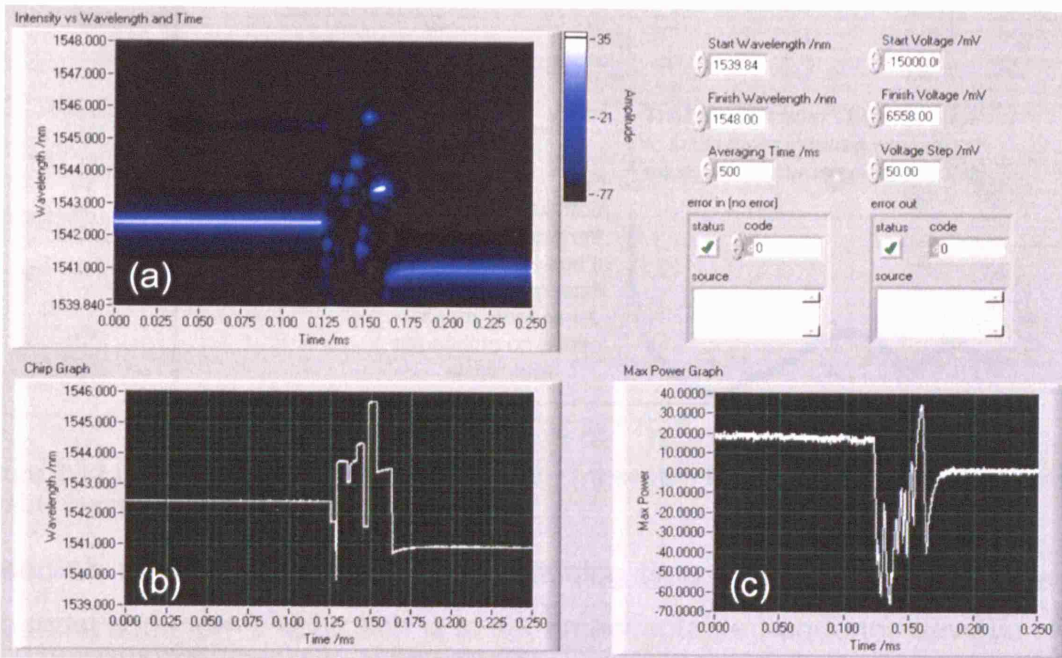 Intensity vs Wavelength and Time
1548.000
1547.000
1546.000
1545.000
1544.000
1543.000
1542.000
1541.000
1539.840
Wavelength /nm
(a)
0.000 0.025 0.050 0.075 0.100 0.125 0.150 0.175 0.200 0.225 0.250
Time /ms
35
-21
-77
Amplitude
Start Wavelength /nm
1539.84
Start Voltage /mV
-15000.0
Finish Wavelength /nm
1548.00
Finish Voltage /mV
6558.00
Averaging Time /ms
500
Voltage Step /mV
50.00
error in (no error)
status code
0
source
error out
status code
0
source
Chirp Graph
1546.000
1545.000
1544.000
1543.000
1542.000
1541.000
1540.000
1539.000
Wavelength /nm
(b)
0.000 0.025 0.050 0.075 0.100 0.125 0.150 0.175 0.200 0.225 0.250
Time /ms
Max Power Graph
40.0000
30.0000
20.0000
10.0000
0.0000
-10.0000
-20.0000
-30.0000
-40.0000
-50.0000
-60.0000
-70.0000
Max Power
(c)
0.000 0.050 0.100 0.150 0.200 0.250
Time /ms